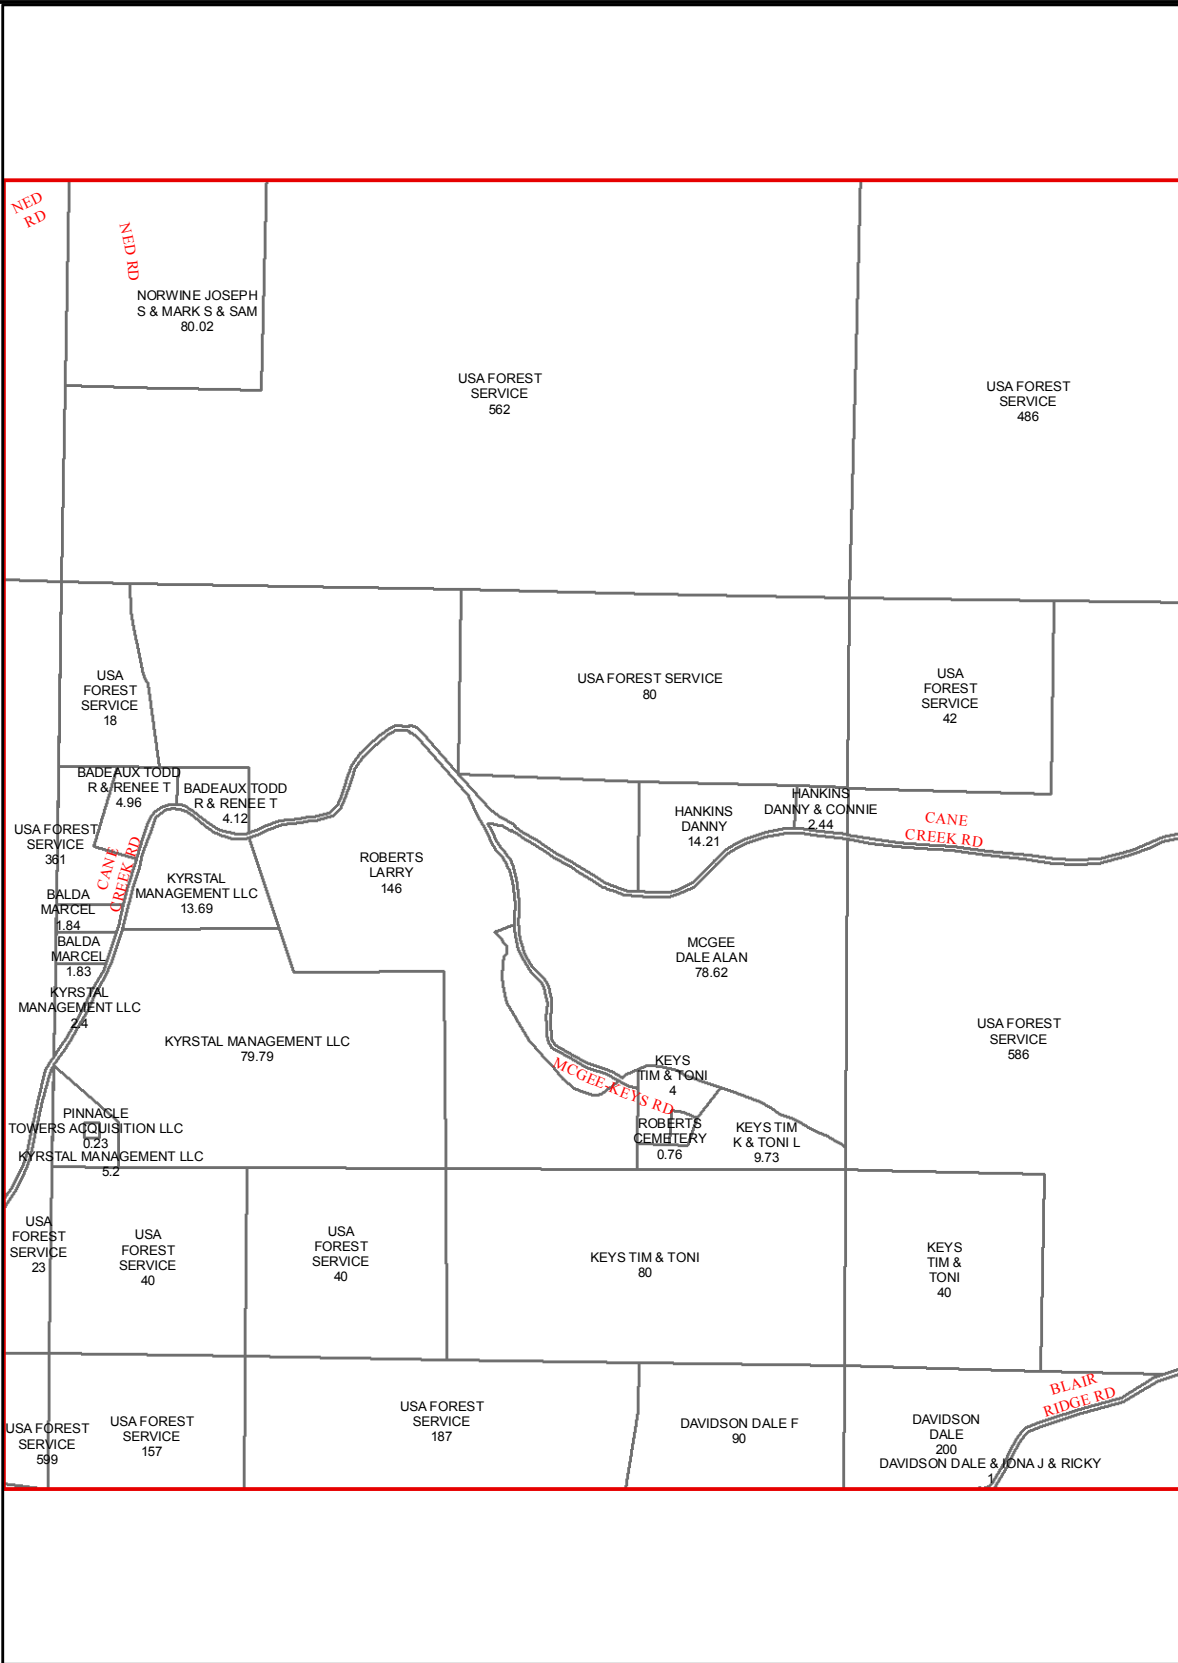 NED
RD
NED RD
NORWINE JOSEPH
S & MARK S & SAM
80.02
USA FOREST
SERVICE
562
USA FOREST
SERVICE
486
USA
FOREST
SERVICE
18
USA FOREST SERVICE
80
USA
FOREST
SERVICE
42
BADEAUX TODD
R & RENEE T
4.96
BADEAUX TODD
R & RENEE T
4.12
HANKINS
DANNY
14.21
HANKINS
DANNY & CONNIE
2.44
CANE
CREEK RD
USA FOREST
SERVICE
361
CANE
CREEK RD
ROBERTS
LARRY
146
KYRSTAL
MANAGEMENT LLC
13.69
BALDA
MARCEL
1.84
BALDA
MARCEL
1.83
MCGEE
DALE ALAN
78.62
KYRSTAL
MANAGEMENT LLC
2.4
KYRSTAL MANAGEMENT LLC
79.79
USA FOREST
SERVICE
586
MCGEE-KEYS RD
KEYS
TIM & TONI
4
PINNACLE
TOWERS ACQUISITION LLC
0.23
KYRSTAL MANAGEMENT LLC
5.2
ROBERTS
CEMETERY
0.76
KEYS TIM
K & TONI L
9.73
USA
FOREST
SERVICE
23
USA
FOREST
SERVICE
40
USA
FOREST
SERVICE
40
KEYS TIM & TONI
80
KEYS
TIM &
TONI
40
BLAIR
RIDGE RD
USA FOREST
SERVICE
599
USA FOREST
SERVICE
157
USA FOREST
SERVICE
187
DAVIDSON DALE F
90
DAVIDSON
DALE
200
DAVIDSON DALE & IONA J & RICKY
1